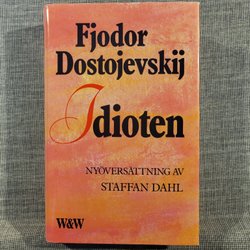 Fjodor
Dostojevskij
Idioten
NYÖVERSÄTTNING AV
STAFFAN DAHL
W&W